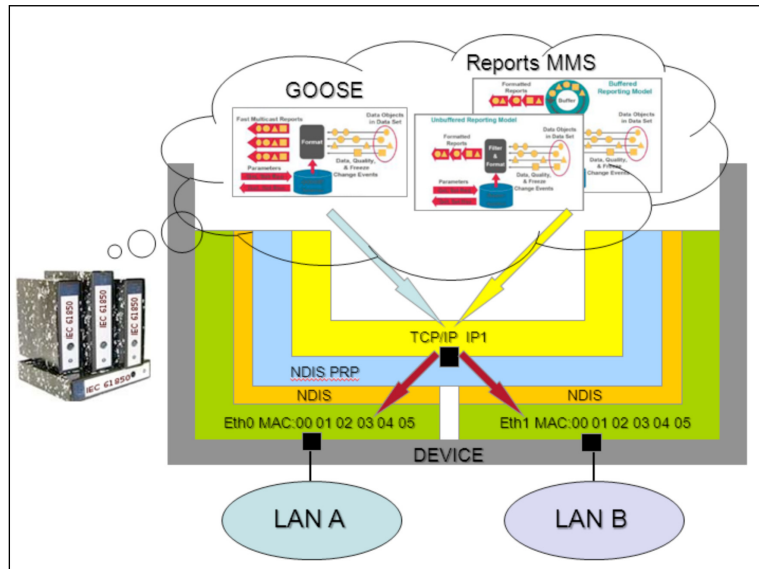 GOOSE
Reports MMS
Fast Multicast Reports
Format
Data Objects
in Data Set
Parameters
Data, Quality,
& Freeze
Change Events
Formatted
Reports
Buffer
Buffered
Reporting Model
Data Objects
in Data Set
Data, Quality,
& Freeze
Change Events
Unbuffered Reporting Model
Formatted
Reports
Filter
&
Format
Data Objects
in Data Set
Parameters
Data, Quality,
& Freeze
Change Events
IEC 61850
IEC 61850
IEC 61850
IEC 61850
TCP/IP IP1
NDIS PRP
NDIS
NDIS
Eth0 MAC:00 01 02 03 04 05
Eth1 MAC:00 01 02 03 04 05
DEVICE
LAN A
LAN B